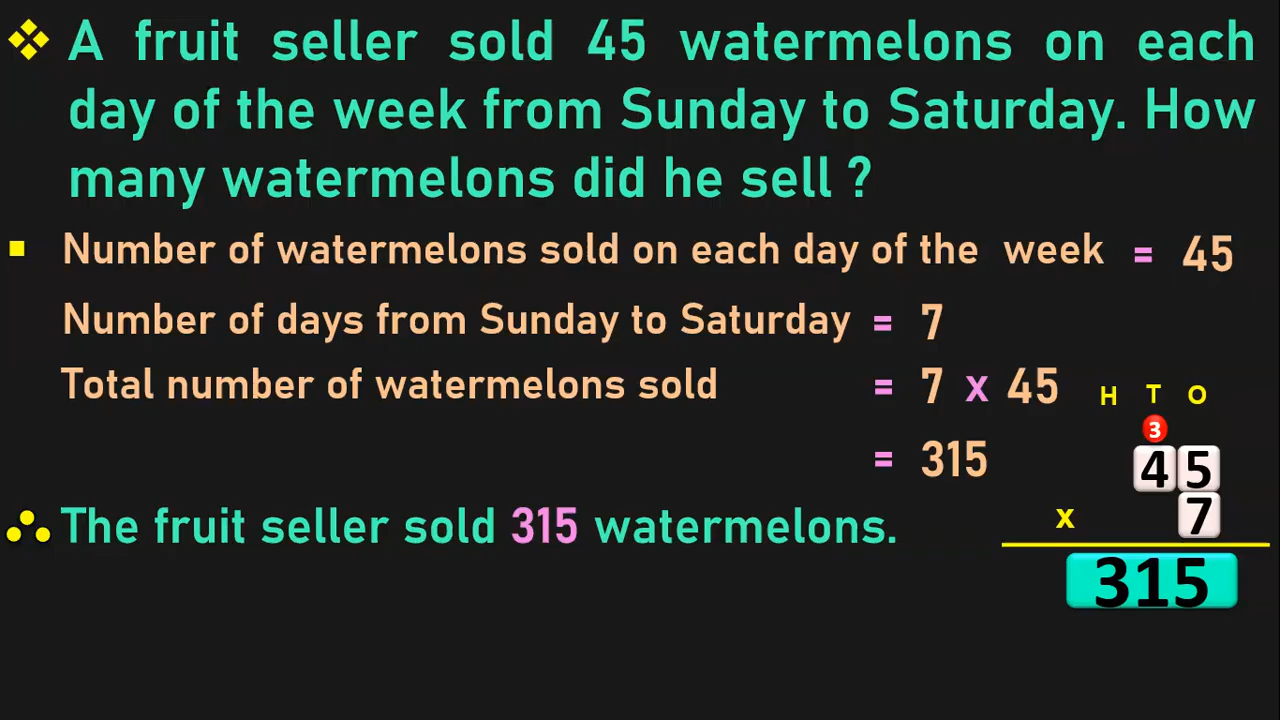 A fruit seller sold 45 watermelons on each
day of the week from Sunday to Saturday. How
many watermelons did he sell ?
Number of watermelons sold on each day of the week = 45
Number of days from Sunday to Saturday = 7
Total number of watermelons sold = 7 x 45
= 315
The fruit seller sold 315 watermelons.
H T O
3
4 5
x 7
315